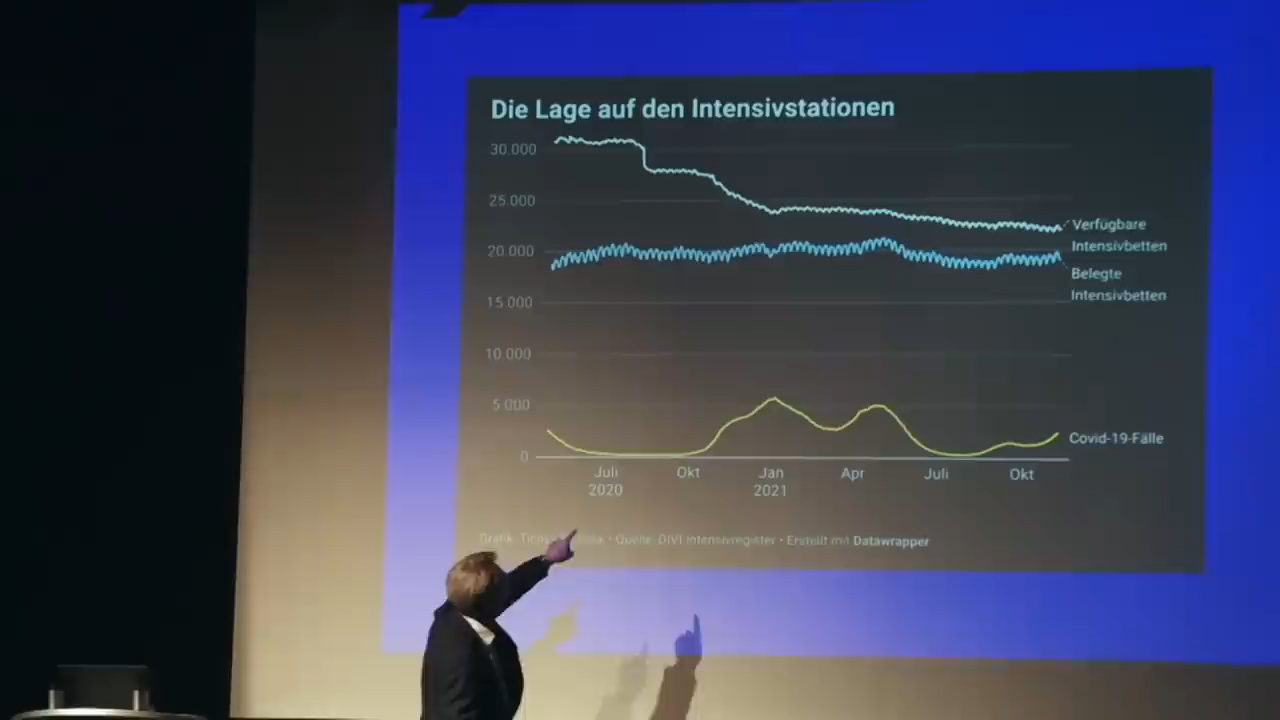 Die Lage auf den Intensivstationen
30.000
25.000
20.000
15 000
10 000
5 000
0
Verfügbare
Intensivbetten
Belegte
Intensivbetten
Covid-19-Fälle
Juli
2020
Okt
Jan
2021
Apr
Juli
Okt
Grafik: • Quelle: DIVI Intensivregister • Erstellt mit Datawrapper